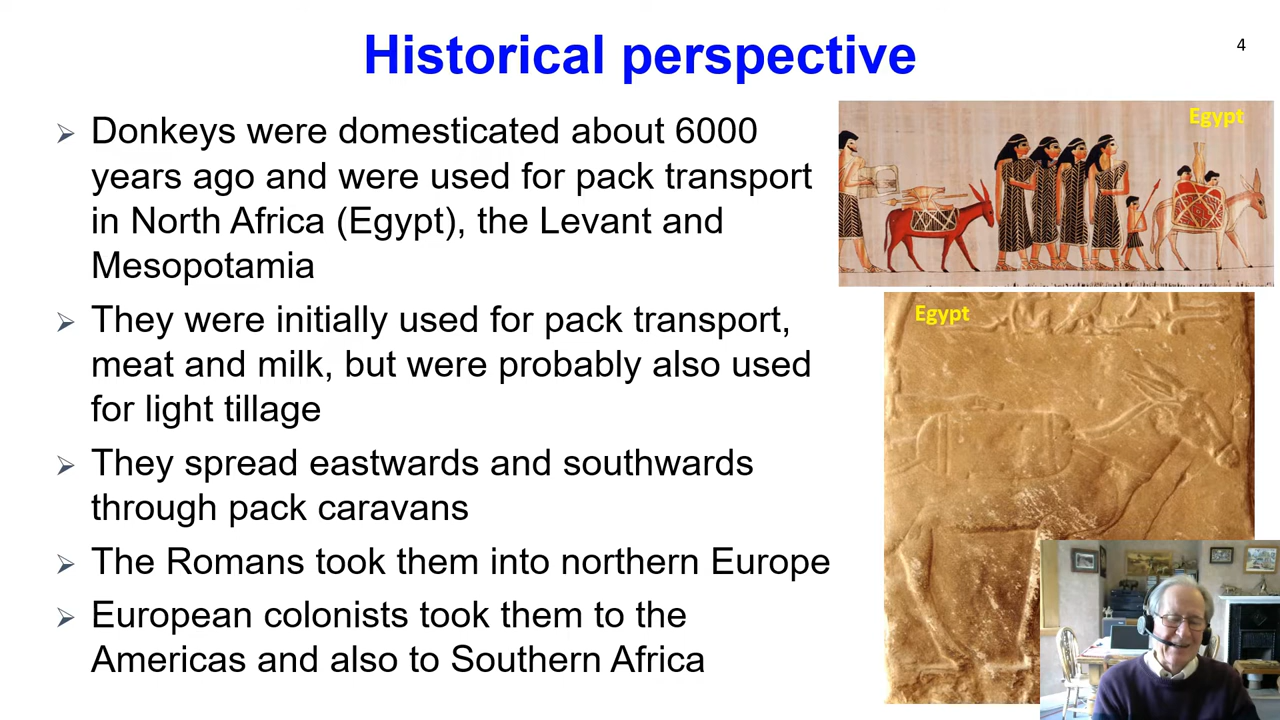 Historical perspective
4
Donkeys were domesticated about 6000
years ago and were used for pack transport
in North Africa (Egypt), the Levant and
Mesopotamia
They were initially used for pack transport,
meat and milk, but were probably also used
for light tillage
They spread eastwards and southwards
through pack caravans
The Romans took them into northern Europe
European colonists took them to the
Americas and also to Southern Africa
Egypt
Egypt